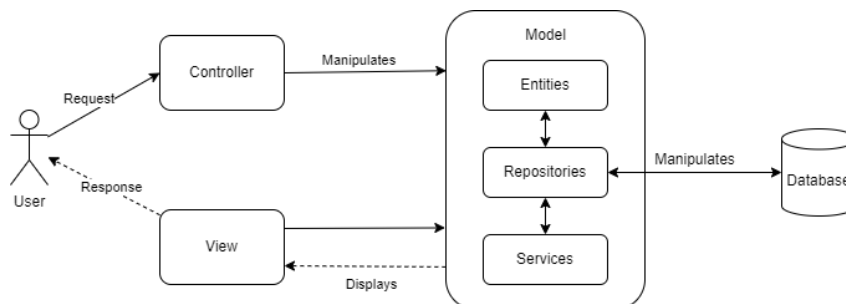 Model
Controller
Manipulates
Entities
Request
Repositories
Manipulates
Database
User
Response
View
Services
Displays